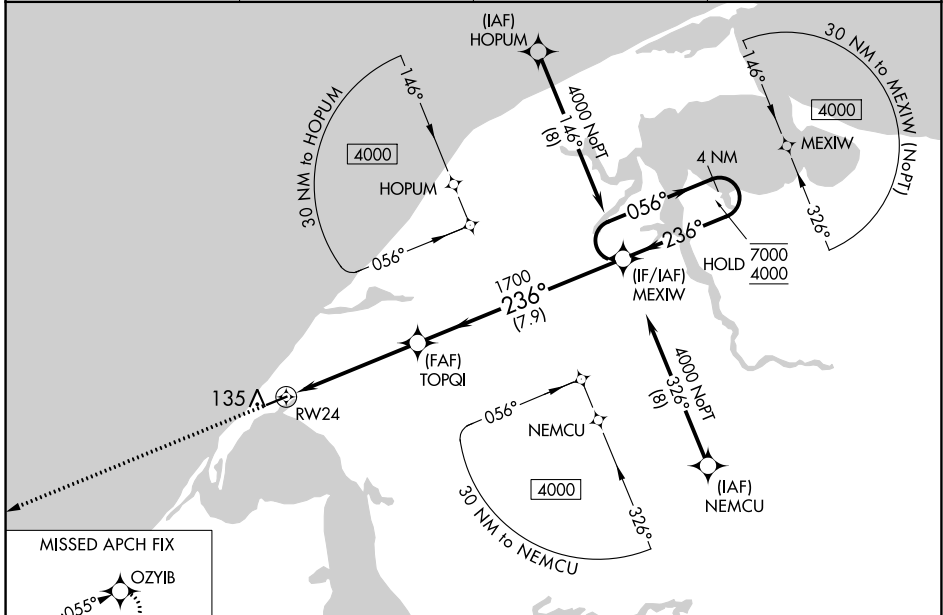 (IAF)
HOPUM
30 NM to HOPUM
146°
4000
HOPUM
056°
4000 NoPT
146°
(8)
30 NM to MEXIW (NoPT)
146°
4000
MEXIW
326°
4 NM
056°
236°
HOLD
7000
4000
(IF/IAF)
MEXIW
1700
236°
(7.9)
(FAF)
TOPQI
135
RW24
4000 NoPT
326°
(8)
(IAF)
NEMCU
056°
NEMCU
4000
326°
30 NM to NEMCU
MISSED APCH FIX
OZYIB
055°